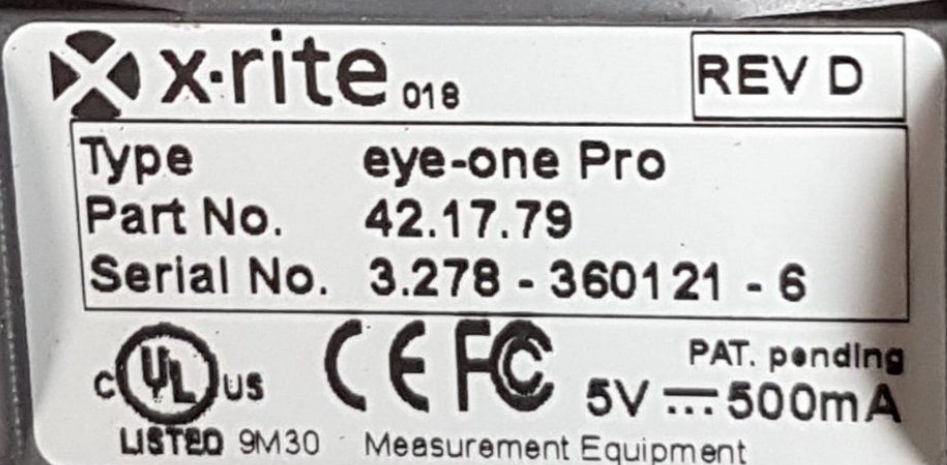 x·rite 018 REV D
Type eye-one Pro
Part No. 42.17.79
Serial No. 3.278 - 360121 - 6
C UL US CE FC PAT. pending
5V 500mA
LISTED 9M30 Measurement Equipment